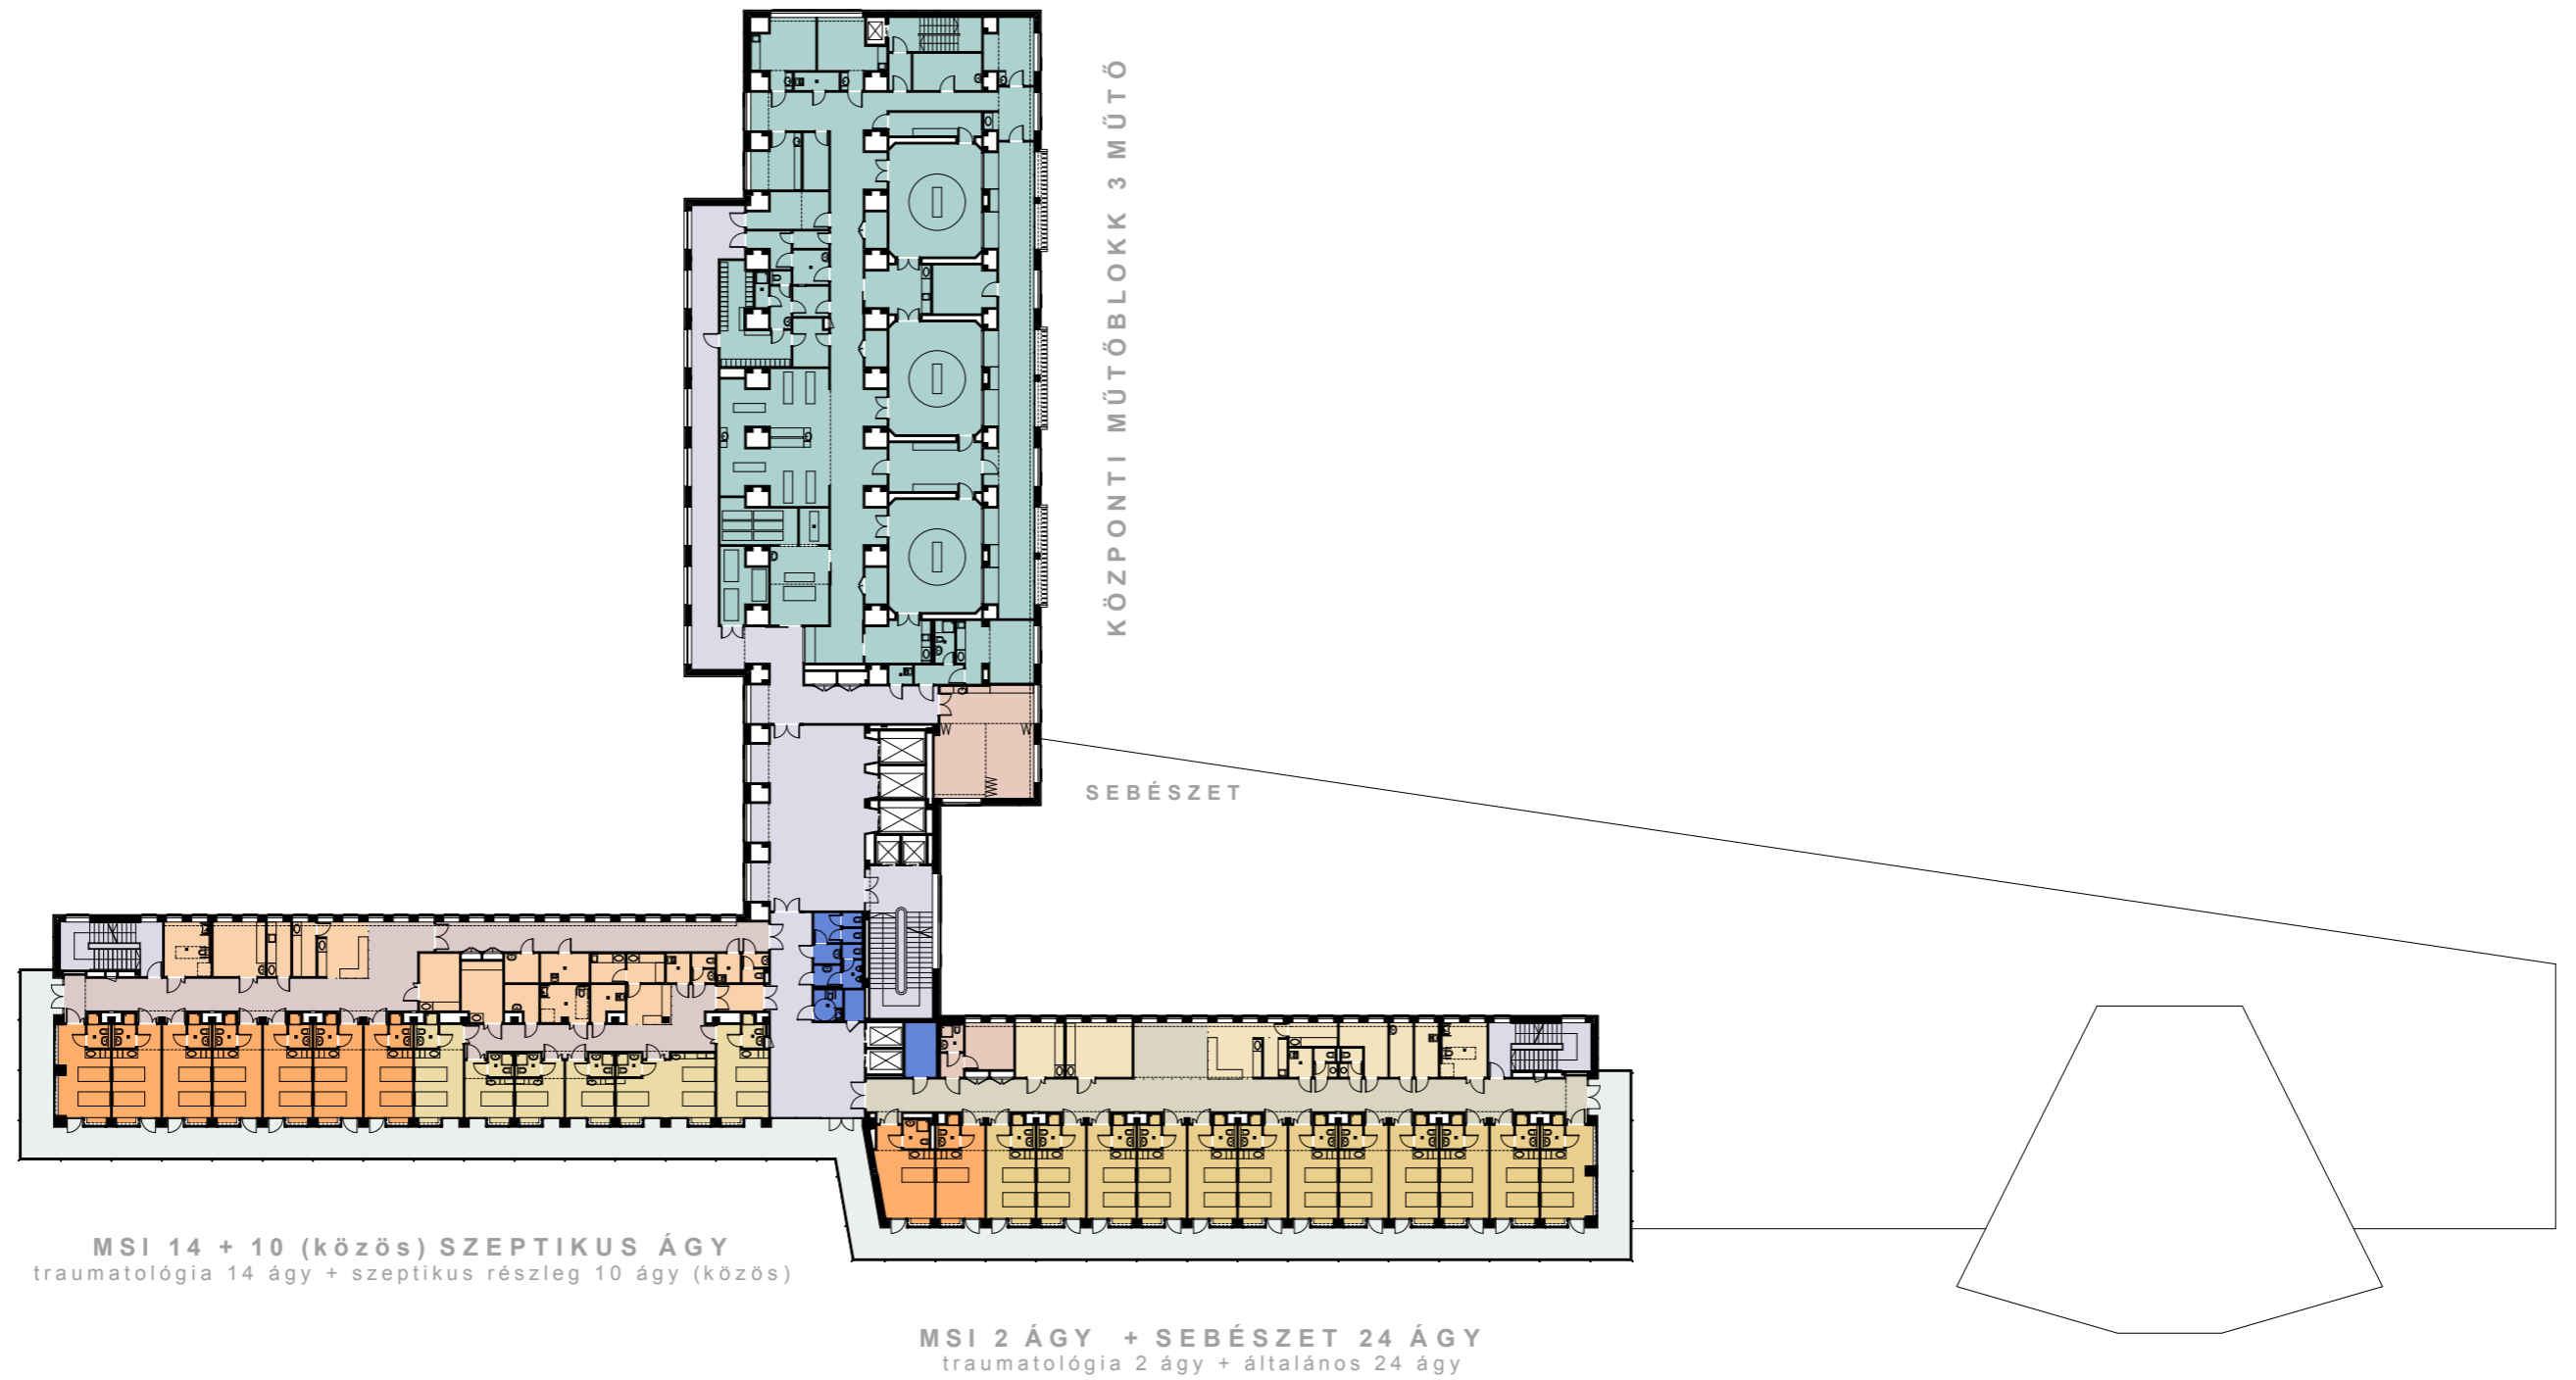 KÖZPONTI MŰTŐBLOKK 3 MŰTŐ
SEBÉSZET
MSI 14 + 10 (közös) SZEPTIKUS ÁGY
traumatológia 14 ágy + szeptikus részleg 10 ágy (közös)
MSI 2 ÁGY + SEBÉSZET 24 ÁGY
traumatológia 2 ágy + általános 24 ágy